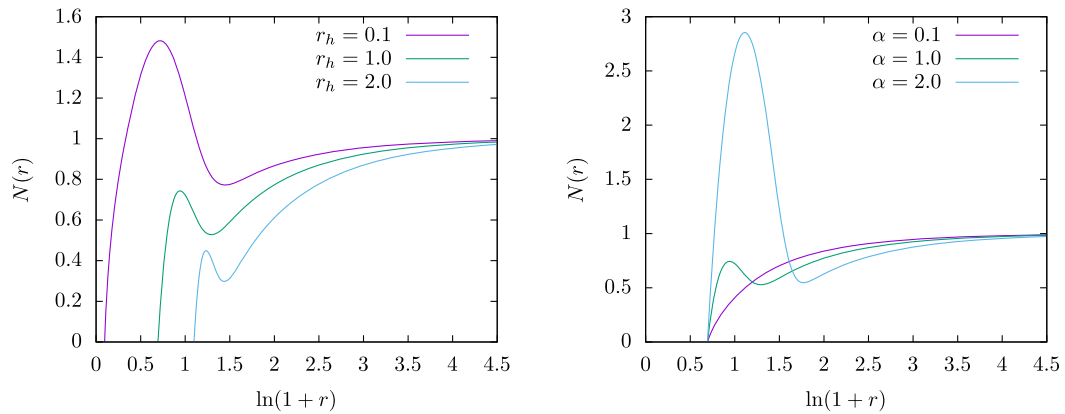 1.6
1.4
1.2
1
0.8
0.6
0.4
0.2
0
N(r)
r_h = 0.1
r_h = 1.0
r_h = 2.0
0 0.5 1 1.5 2 2.5 3 3.5 4 4.5
ln(1 + r)
3
2.5
2
1.5
1
0.5
0
N(r)
α = 0.1
α = 1.0
α = 2.0
0 0.5 1 1.5 2 2.5 3 3.5 4 4.5
ln(1 + r)